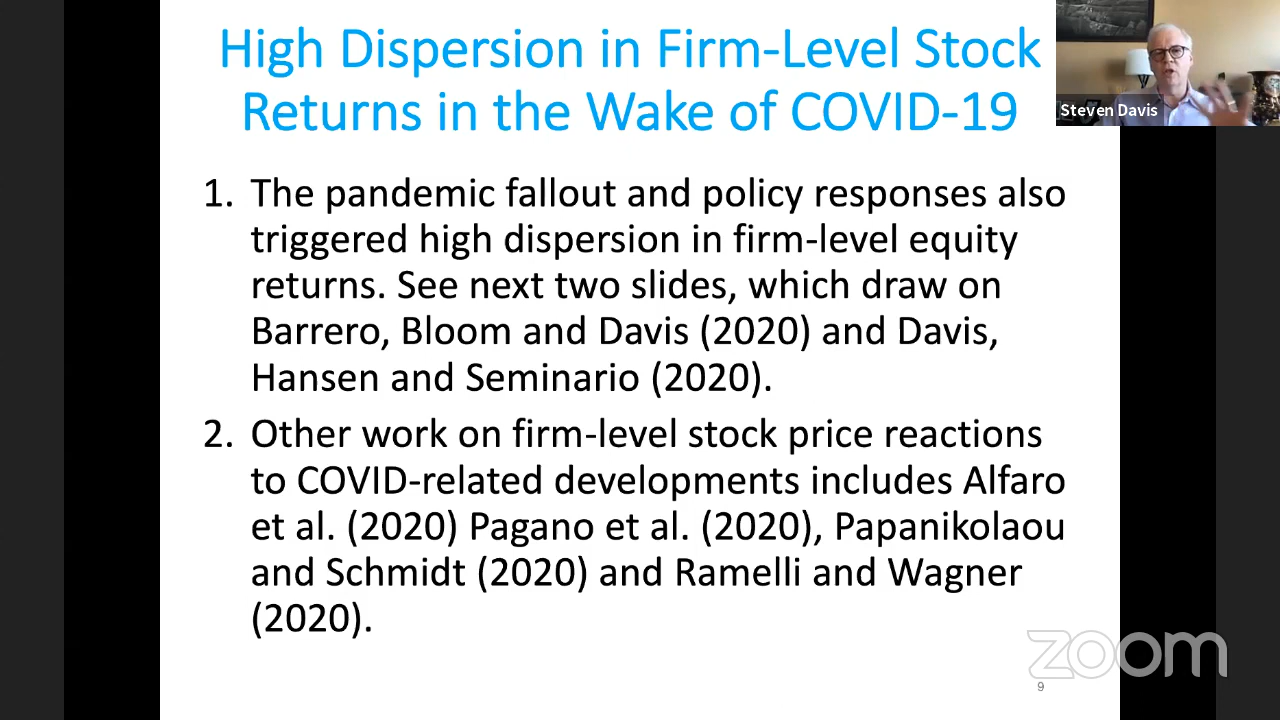 High Dispersion in Firm-Level Stock
Returns in the Wake of COVID-19
Steven Davis
1. The pandemic fallout and policy responses also
triggered high dispersion in firm-level equity
returns. See next two slides, which draw on
Barrero, Bloom and Davis (2020) and Davis,
Hansen and Seminario (2020).
2. Other work on firm-level stock price reactions
to COVID-related developments includes Alfaro
et al. (2020) Pagano et al. (2020), Papanikolaou
and Schmidt (2020) and Ramelli and Wagner
(2020).
zoom
9